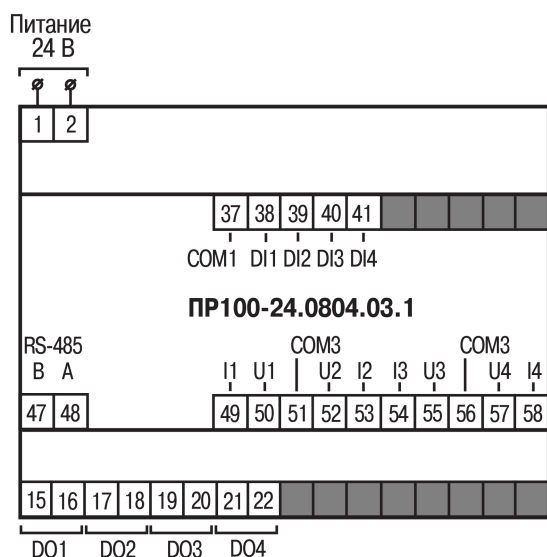 Питание
24 В
1 2
37 38 39 40 41
COM1 DI1 DI2 DI3 DI4
ПР100-24.0804.03.1
RS-485 COM3 COM3
B A I1 U1 U2 I2 I3 U3 U4 I4
47 48 49 50 51 52 53 54 55 56 57 58
15 16 17 18 19 20 21 22
DO1 DO2 DO3 DO4